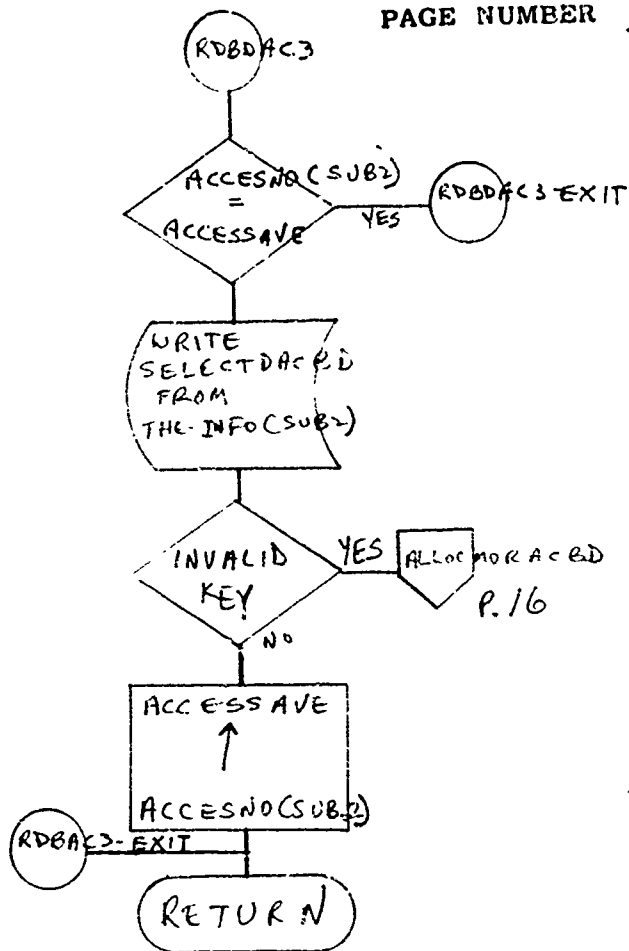 PAGE NUMBER
RDBDAC3
ACCESNO(SUB2)
=
ACCESSAVE
YES
RDBDAC3-EXIT
WRITE
SELECTDACBD
FROM
THE-INFO(SUB2)
INVALID
KEY
YES
ALLOCMORACBD
P.16
NO
ACCESSAVE
↑
ACCESNO(SUB2)
RDBAC3-EXIT
RETURN